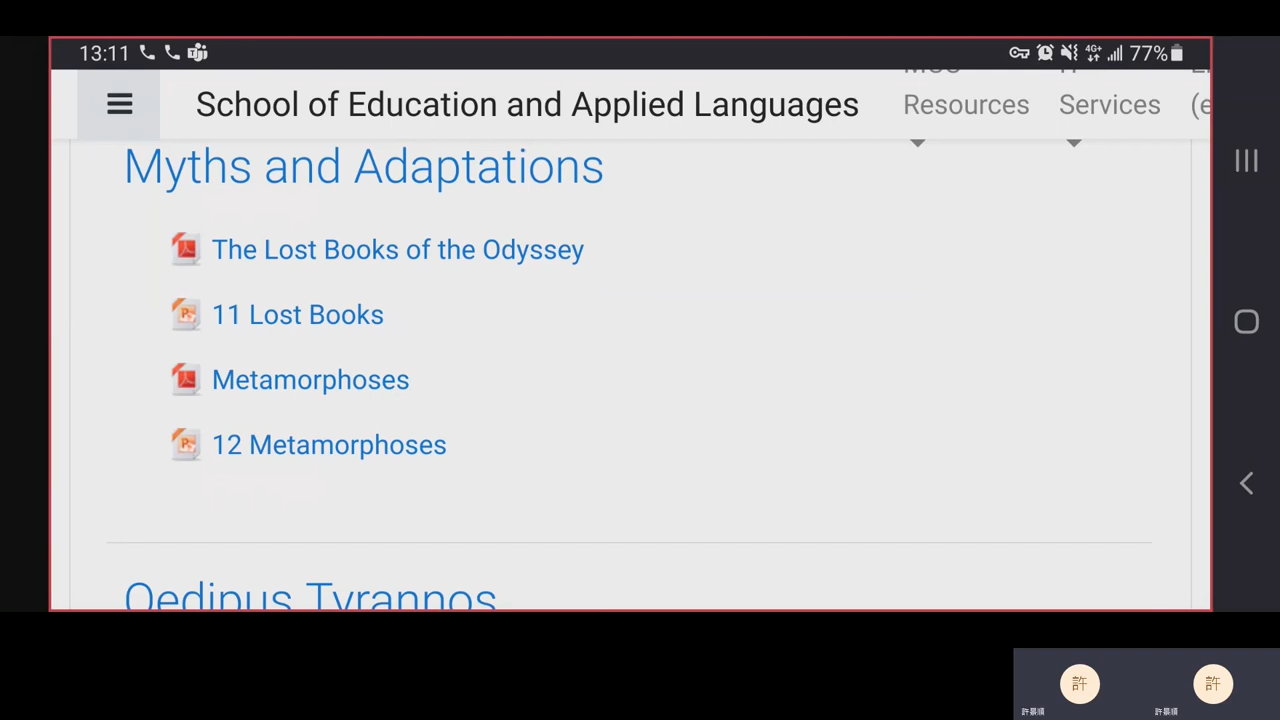 13:11
4G+
77%
School of Education and Applied Languages
Resources
Services
Myths and Adaptations
The Lost Books of the Odyssey
11 Lost Books
Metamorphoses
12 Metamorphoses
Oedipus Tyrannos
許 許